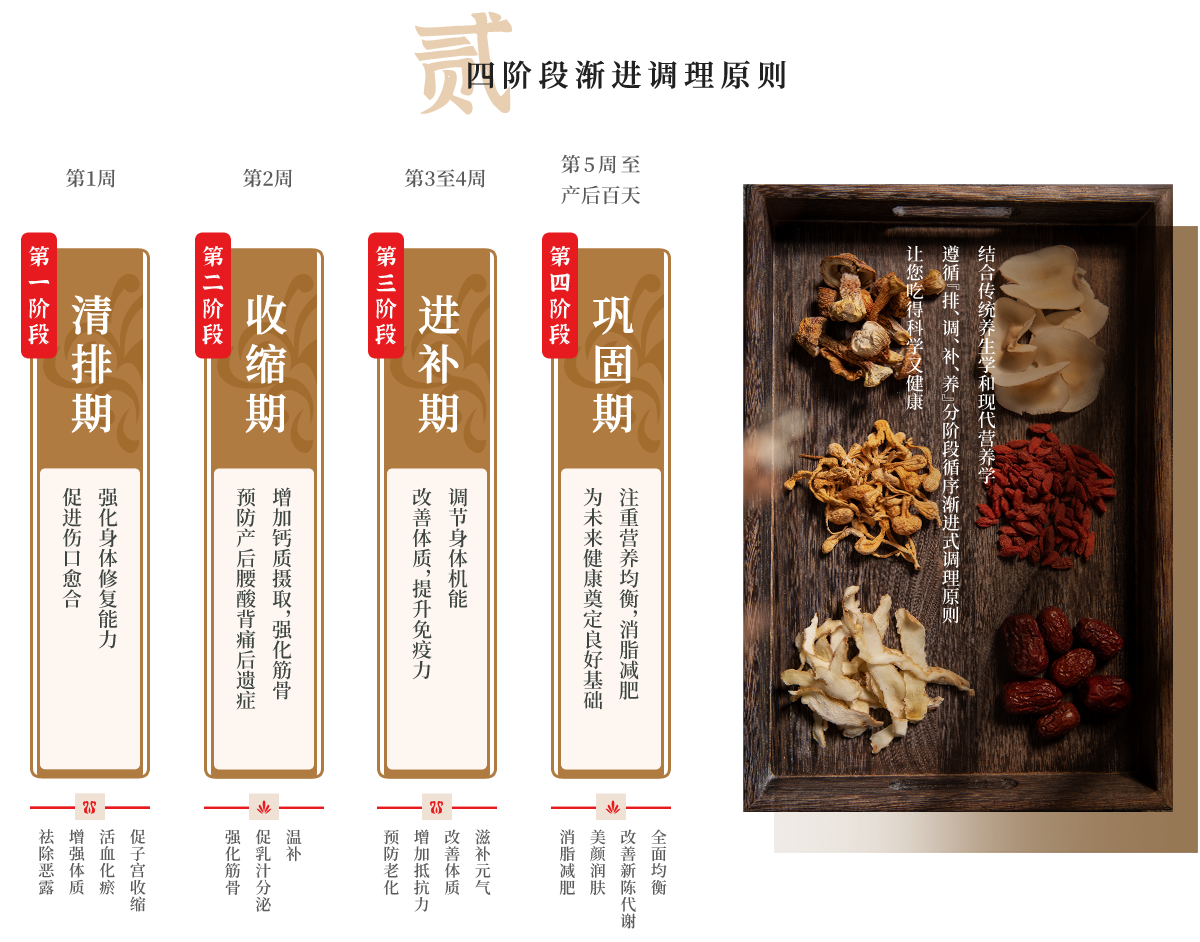 贰
四阶段渐进调理原则
第1周
第一阶段
清排期
强化身体修复能力
促进伤口愈合
促子宫收缩
活血化瘀
增强体质
祛除恶露
第2周
第二阶段
收缩期
增加钙质摄取，强化筋骨
预防产后腰酸背痛后遗症
温补
促乳汁分泌
强化筋骨
第3至4周
第三阶段
进补期
调节身体机能
改善体质，提升免疫力
滋补元气
改善体质
增加抵抗力
预防老化
第5周至
产后百天
第四阶段
巩固期
注重营养均衡，消脂减肥
为未来健康奠定良好基础
全面均衡
改善新陈代谢
美颜润肤
消脂减肥
结合传统养生学和现代营养学
遵循『排、调、补、养』分阶段循序渐进式调理原则
让您吃得科学又健康